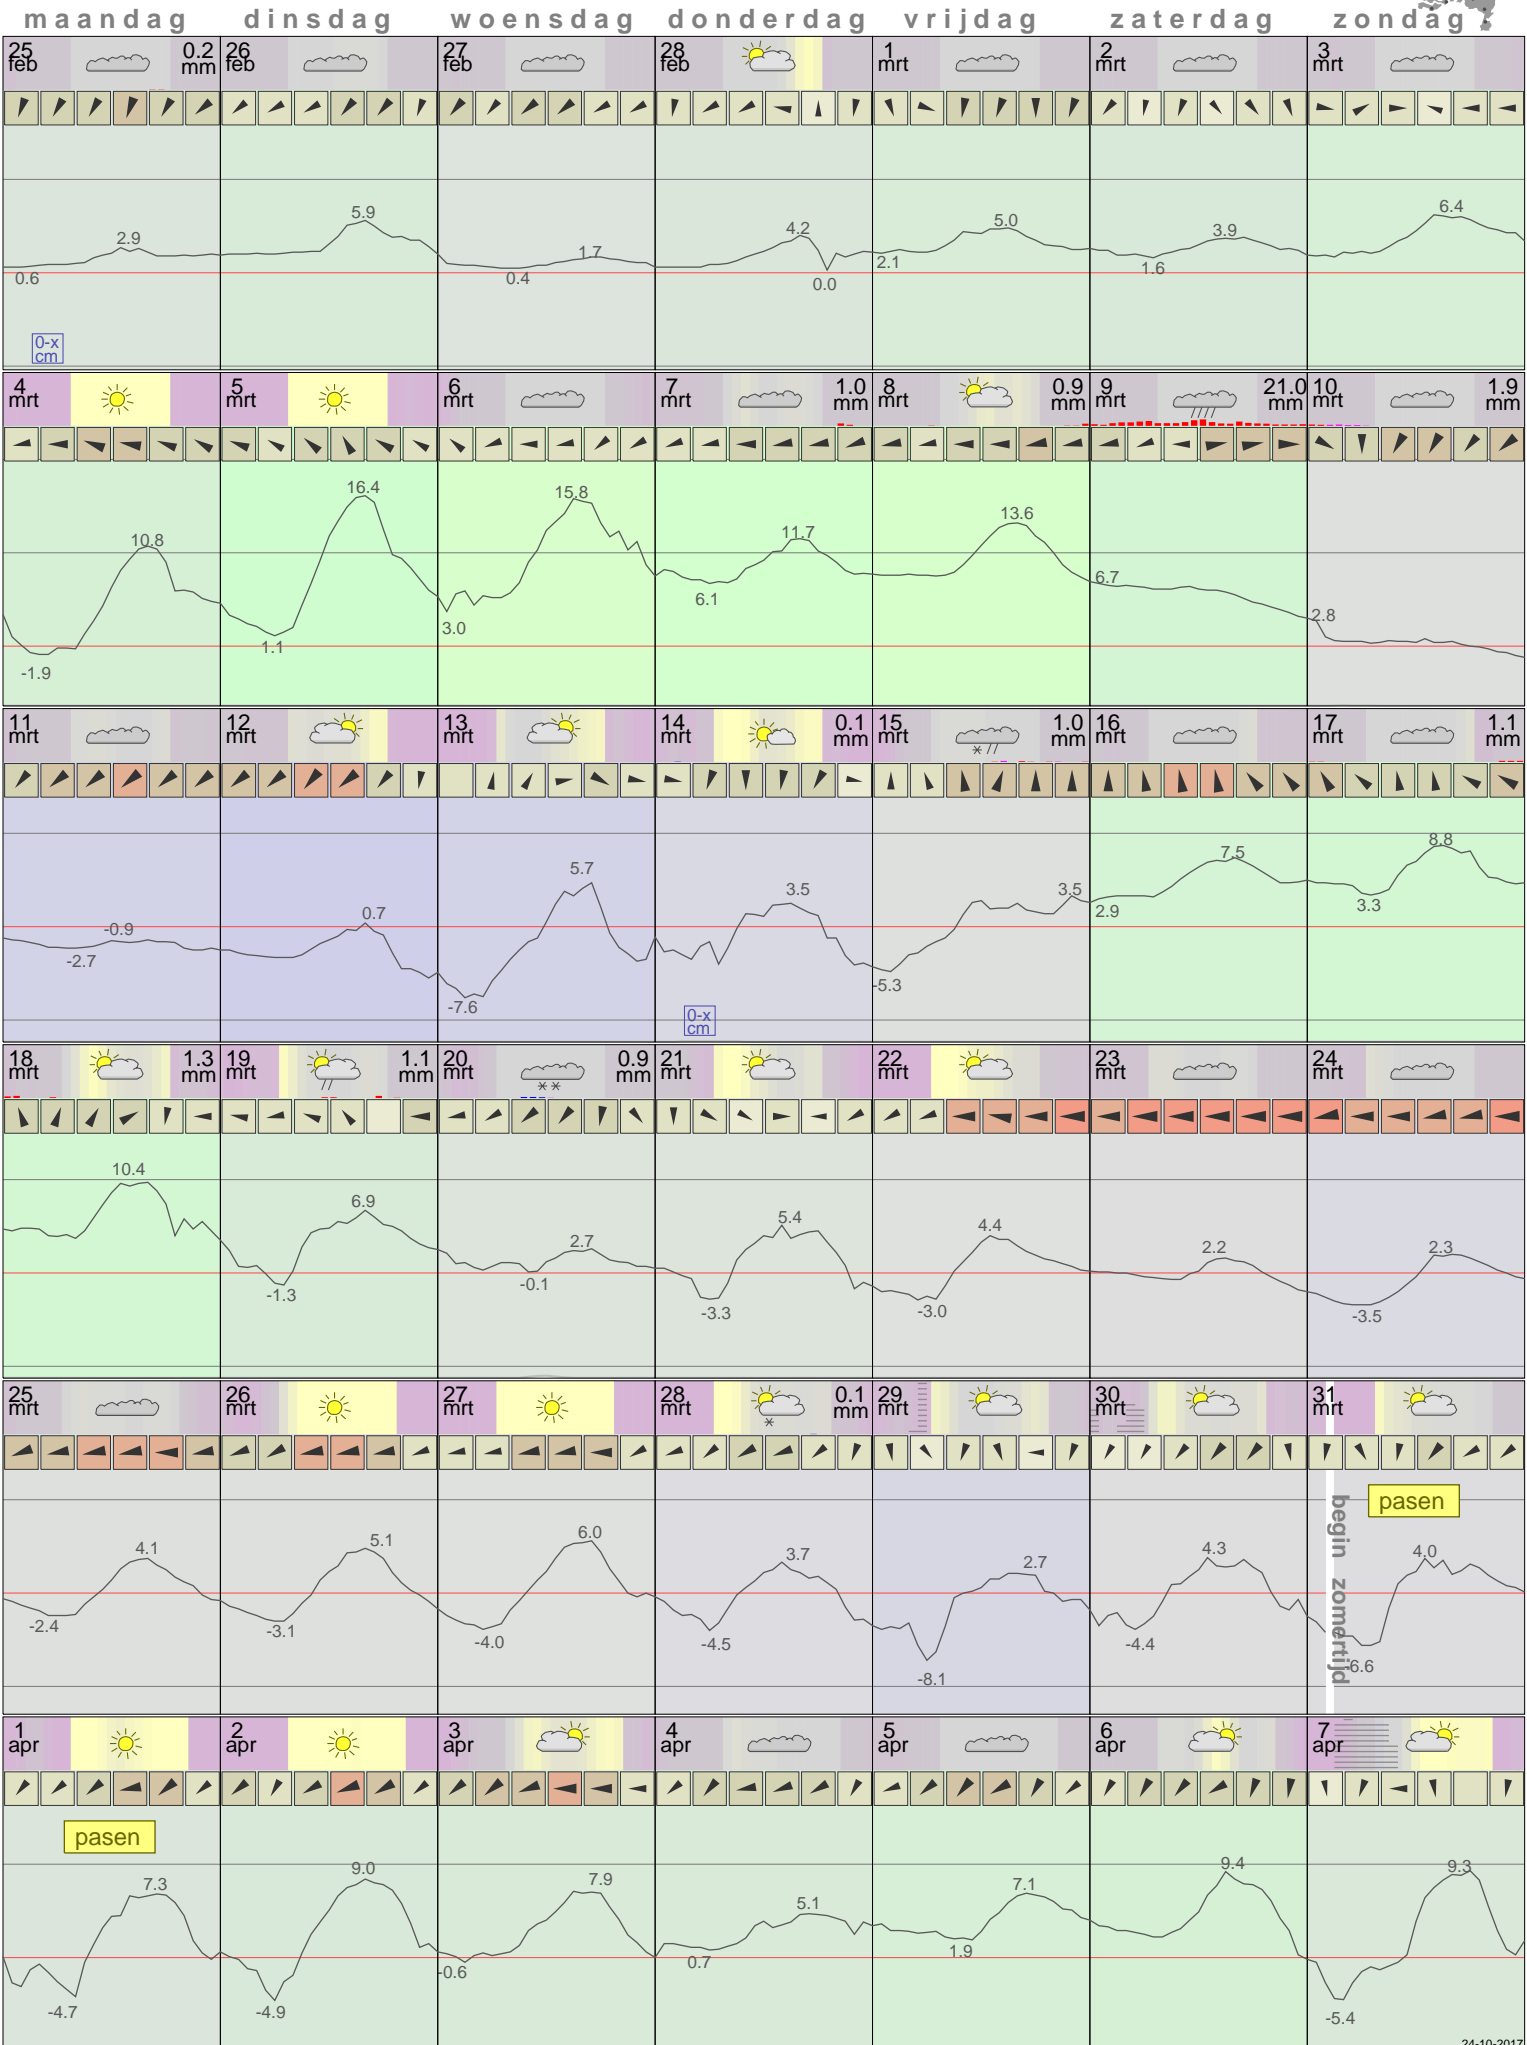 maandag dinsdag woensdag donderdag vrijdag zaterdag zondag
25 feb 0.2 mm 26 feb 27 feb 28 feb 1 mrt 2 mrt 3 mrt
2.9 5.9 1.7 4.2 5.0 3.9 6.4
0.6 0.4 0.0 2.1 1.6
0-x
cm
4 mrt 5 mrt 6 mrt 7 mrt 1.0 mm 8 mrt 0.9 mm 9 mrt 21.0 mm 10 mrt 1.9 mm
10.8 16.4 15.8 11.7 13.6 6.7 2.8
-1.9 1.1 3.0 6.1
11 mrt 12 mrt 13 mrt 14 mrt 0.1 mm 15 mrt 1.0 mm 16 mrt 17 mrt 1.1 mm
-0.9 0.7 5.7 3.5 3.5 7.5 8.8
-2.7 -7.6 -5.3 2.9 3.3
0-x
cm
18 mrt 1.3 mm 19 mrt 1.1 mm 20 mrt 0.9 mm 21 mrt 22 mrt 23 mrt 24 mrt
10.4 6.9 2.7 5.4 4.4 2.2 2.3
-1.3 -0.1 -3.3 -3.0 -3.5
25 mrt 26 mrt 27 mrt 28 mrt 0.1 mm 29 mrt 30 mrt 31 mrt
pasen
begin zomertijd
4.1 5.1 6.0 3.7 2.7 4.3 4.0
-2.4 -3.1 -4.0 -4.5 -8.1 -4.4 -6.6
1 apr 2 apr 3 apr 4 apr 5 apr 6 apr 7 apr
pasen
7.3 9.0 7.9 5.1 7.1 9.4 9.3
-4.7 -4.9 -0.6 0.7 1.9 -5.4
24-10-2017